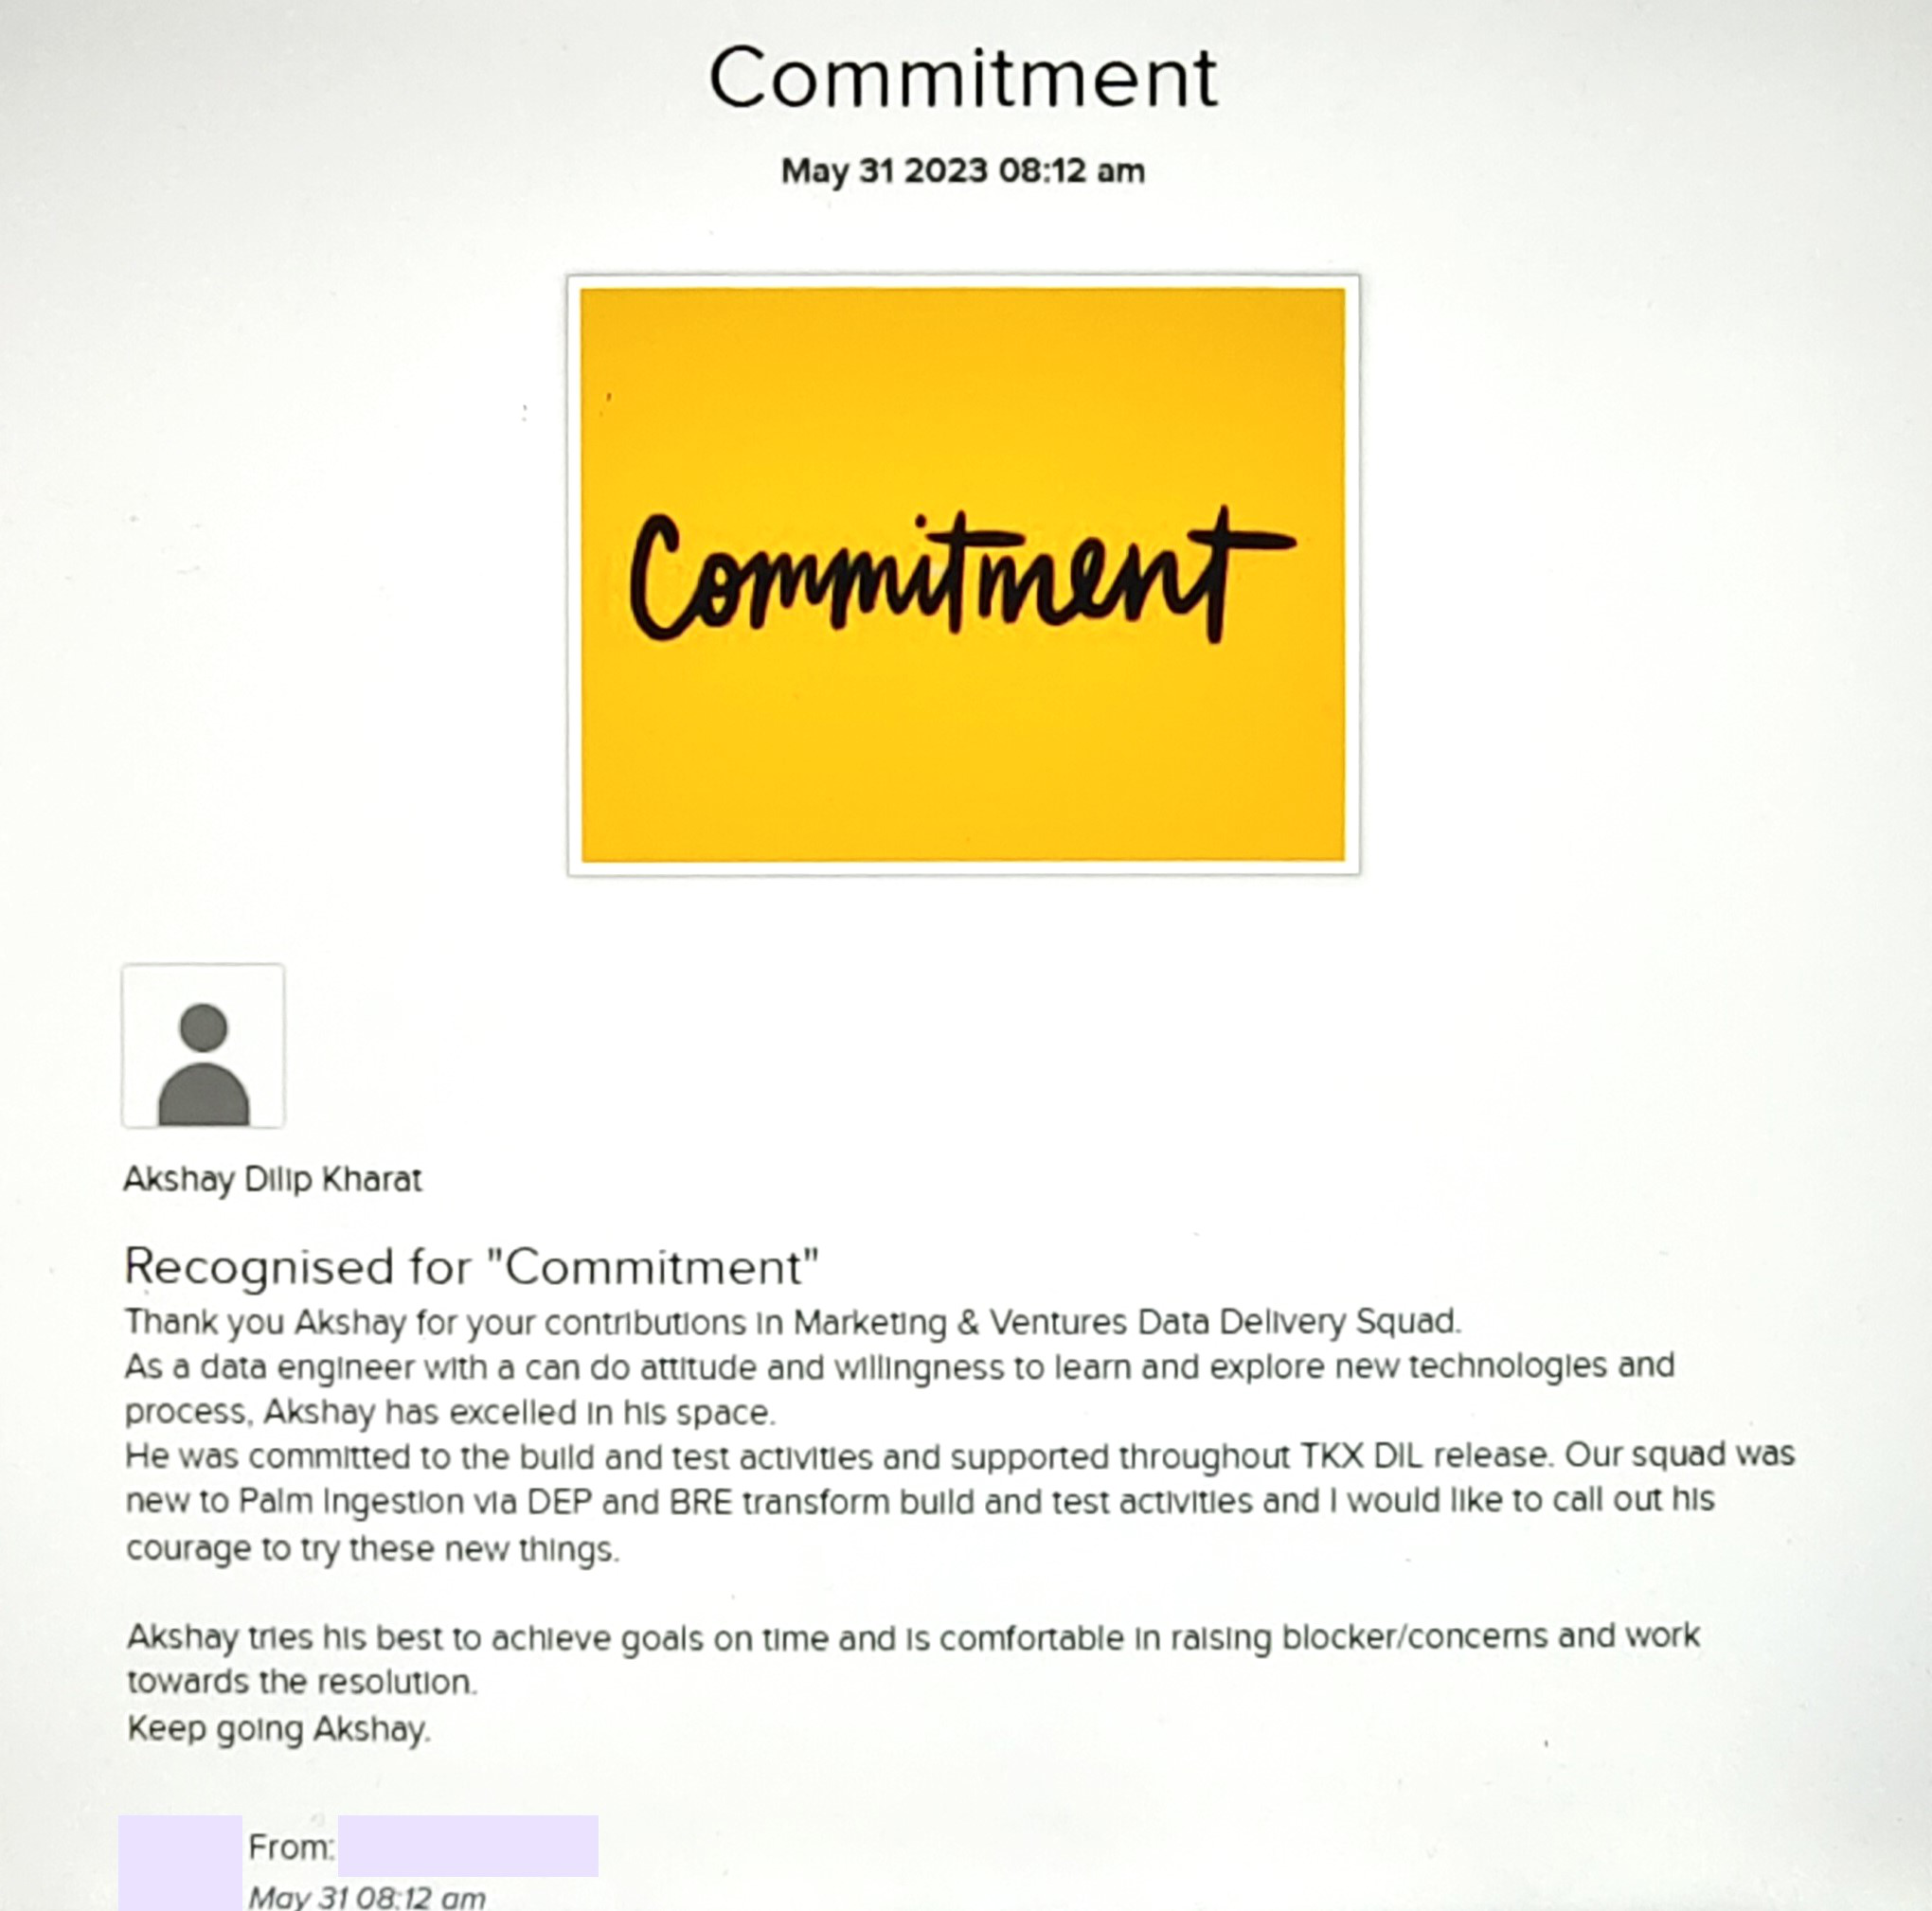 Commitment
May 31 2023 08:12 am
Commitment
Akshay Dilip Kharat
Recognised for "Commitment"
Thank you Akshay for your contributions in Marketing & Ventures Data Delivery Squad.
As a data engineer with a can do attitude and willingness to learn and explore new technologies and
process, Akshay has excelled in his space.
He was committed to the build and test activities and supported throughout TKX DIL release. Our squad was
new to Palm Ingestion via DEP and BRE transform build and test activities and I would like to call out his
courage to try these new things.
Akshay tries his best to achieve goals on time and is comfortable in raising blocker/concerns and work
towards the resolution.
Keep going Akshay.
From:
May 31 08:12 am